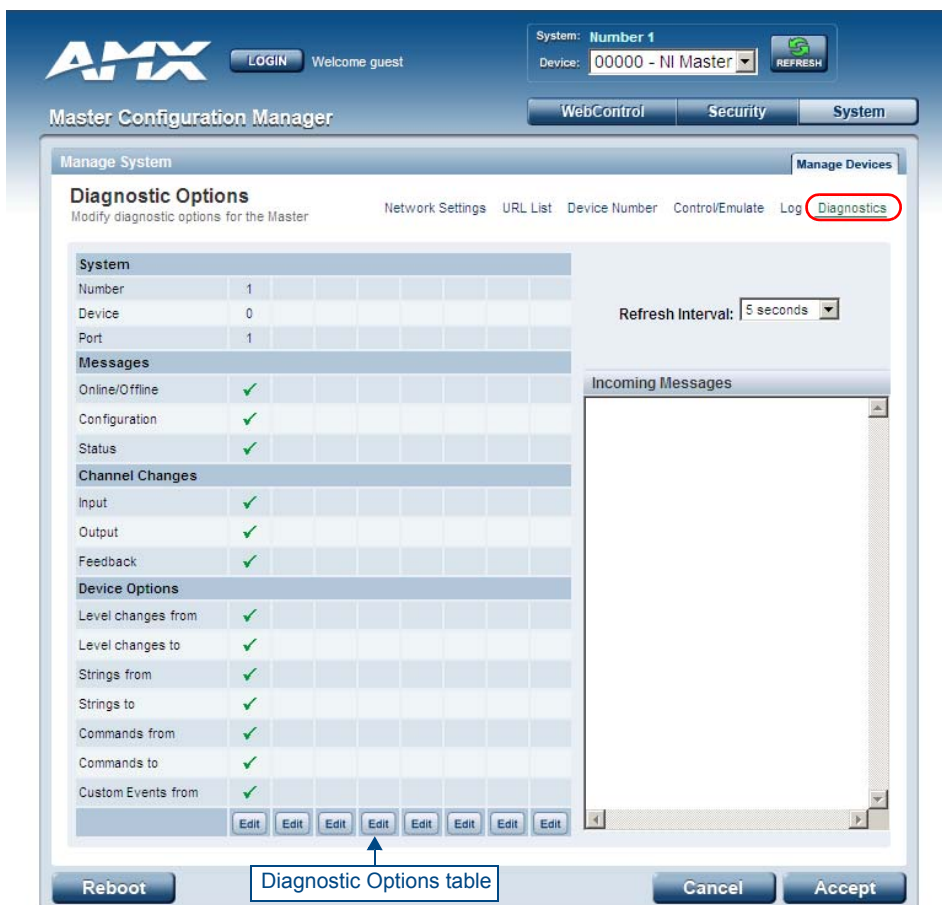 AMX
LOGIN Welcome guest
System: Number 1
Device: 00000 - NI Master
REFRESH
Master Configuration Manager
WebControl Security System
Manage System
Manage Devices
Diagnostic Options
Modify diagnostic options for the Master
Network Settings URL List Device Number Control/Emulate Log Diagnostics
System
Number 1
Device 0
Port 1
Messages
Online/Offline ✓
Configuration ✓
Status ✓
Channel Changes
Input ✓
Output ✓
Feedback ✓
Device Options
Level changes from ✓
Level changes to ✓
Strings from ✓
Strings to ✓
Commands from ✓
Commands to ✓
Custom Events from ✓
Edit Edit Edit Edit Edit Edit Edit Edit
Refresh Interval: 5 seconds
Incoming Messages
Diagnostic Options table
Reboot Cancel Accept